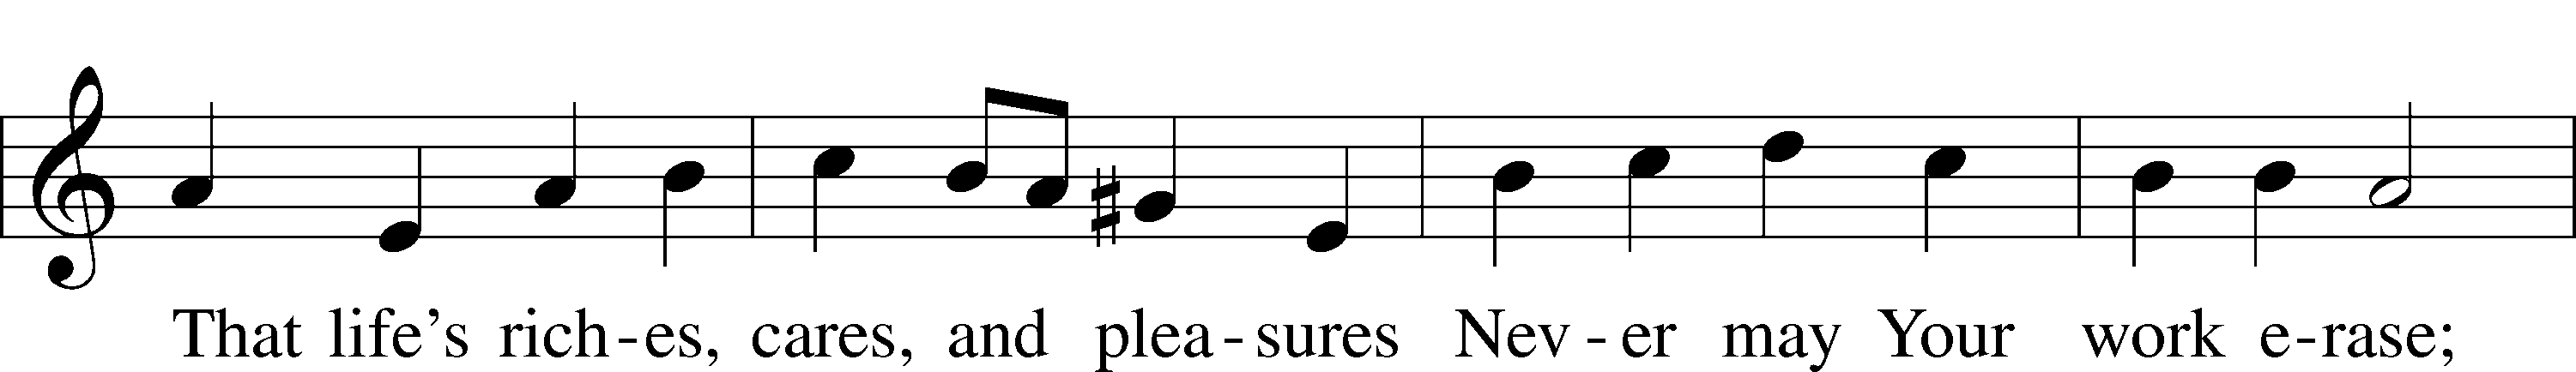 That life’s rich-es, cares, and plea-sures Nev-er may Your work e-rase;